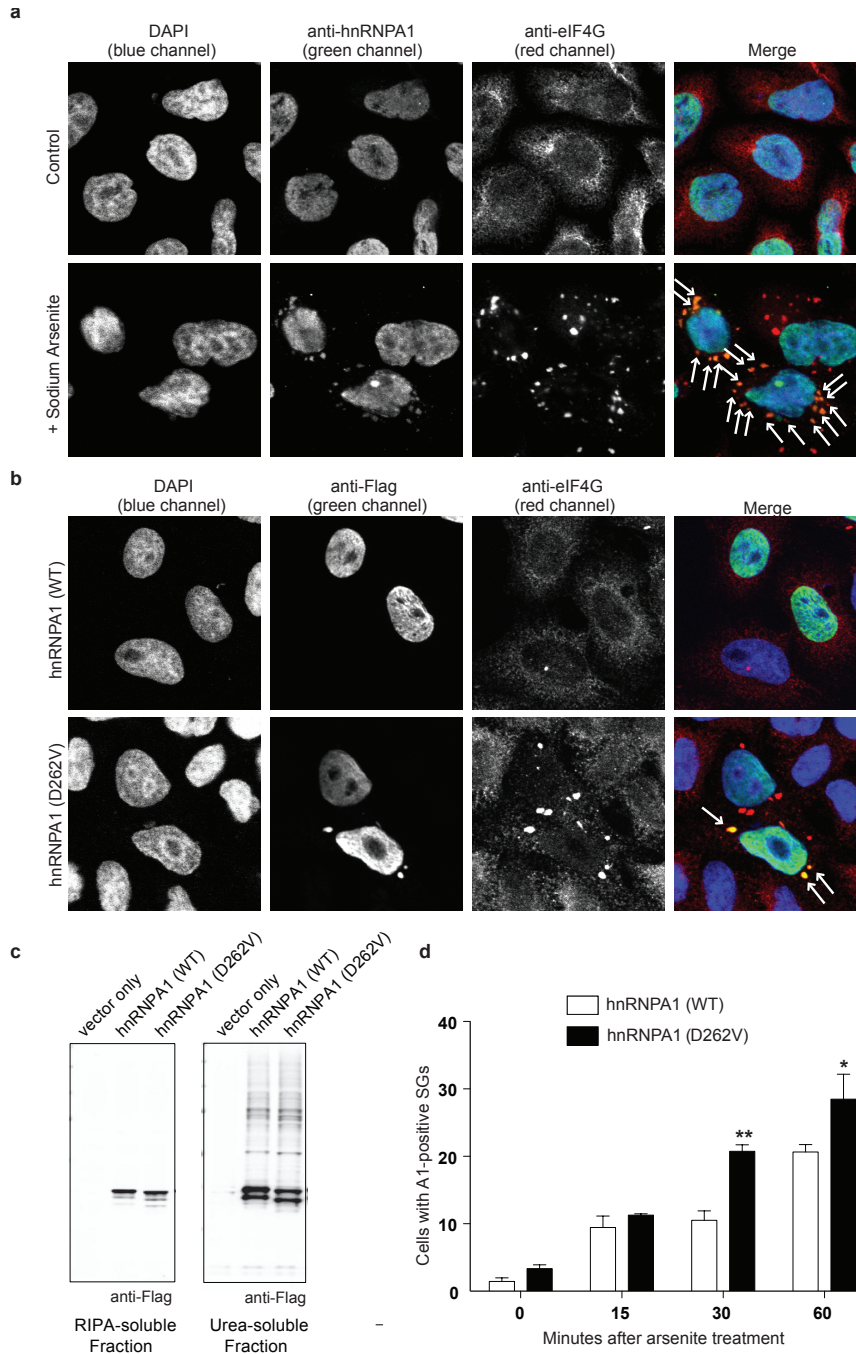 a
DAPI
(blue channel)
anti-hnRNPA1
(green channel)
anti-eIF4G
(red channel)
Merge
Control
+ Sodium Arsenite
b
DAPI
(blue channel)
anti-Flag
(green channel)
anti-eIF4G
(red channel)
Merge
hnRNPA1 (WT)
hnRNPA1 (D262V)
c
vector only
hnRNPA1 (WT)
hnRNPA1 (D262V)
vector only
hnRNPA1 (WT)
hnRNPA1 (D262V)
anti-Flag
RIPA-soluble
Fraction
anti-Flag
Urea-soluble
Fraction
–
d
hnRNPA1 (WT)
hnRNPA1 (D262V)
Cells with A1-positive SGs
40
30
20
10
0
**
*
0 15 30 60
Minutes after arsenite treatment